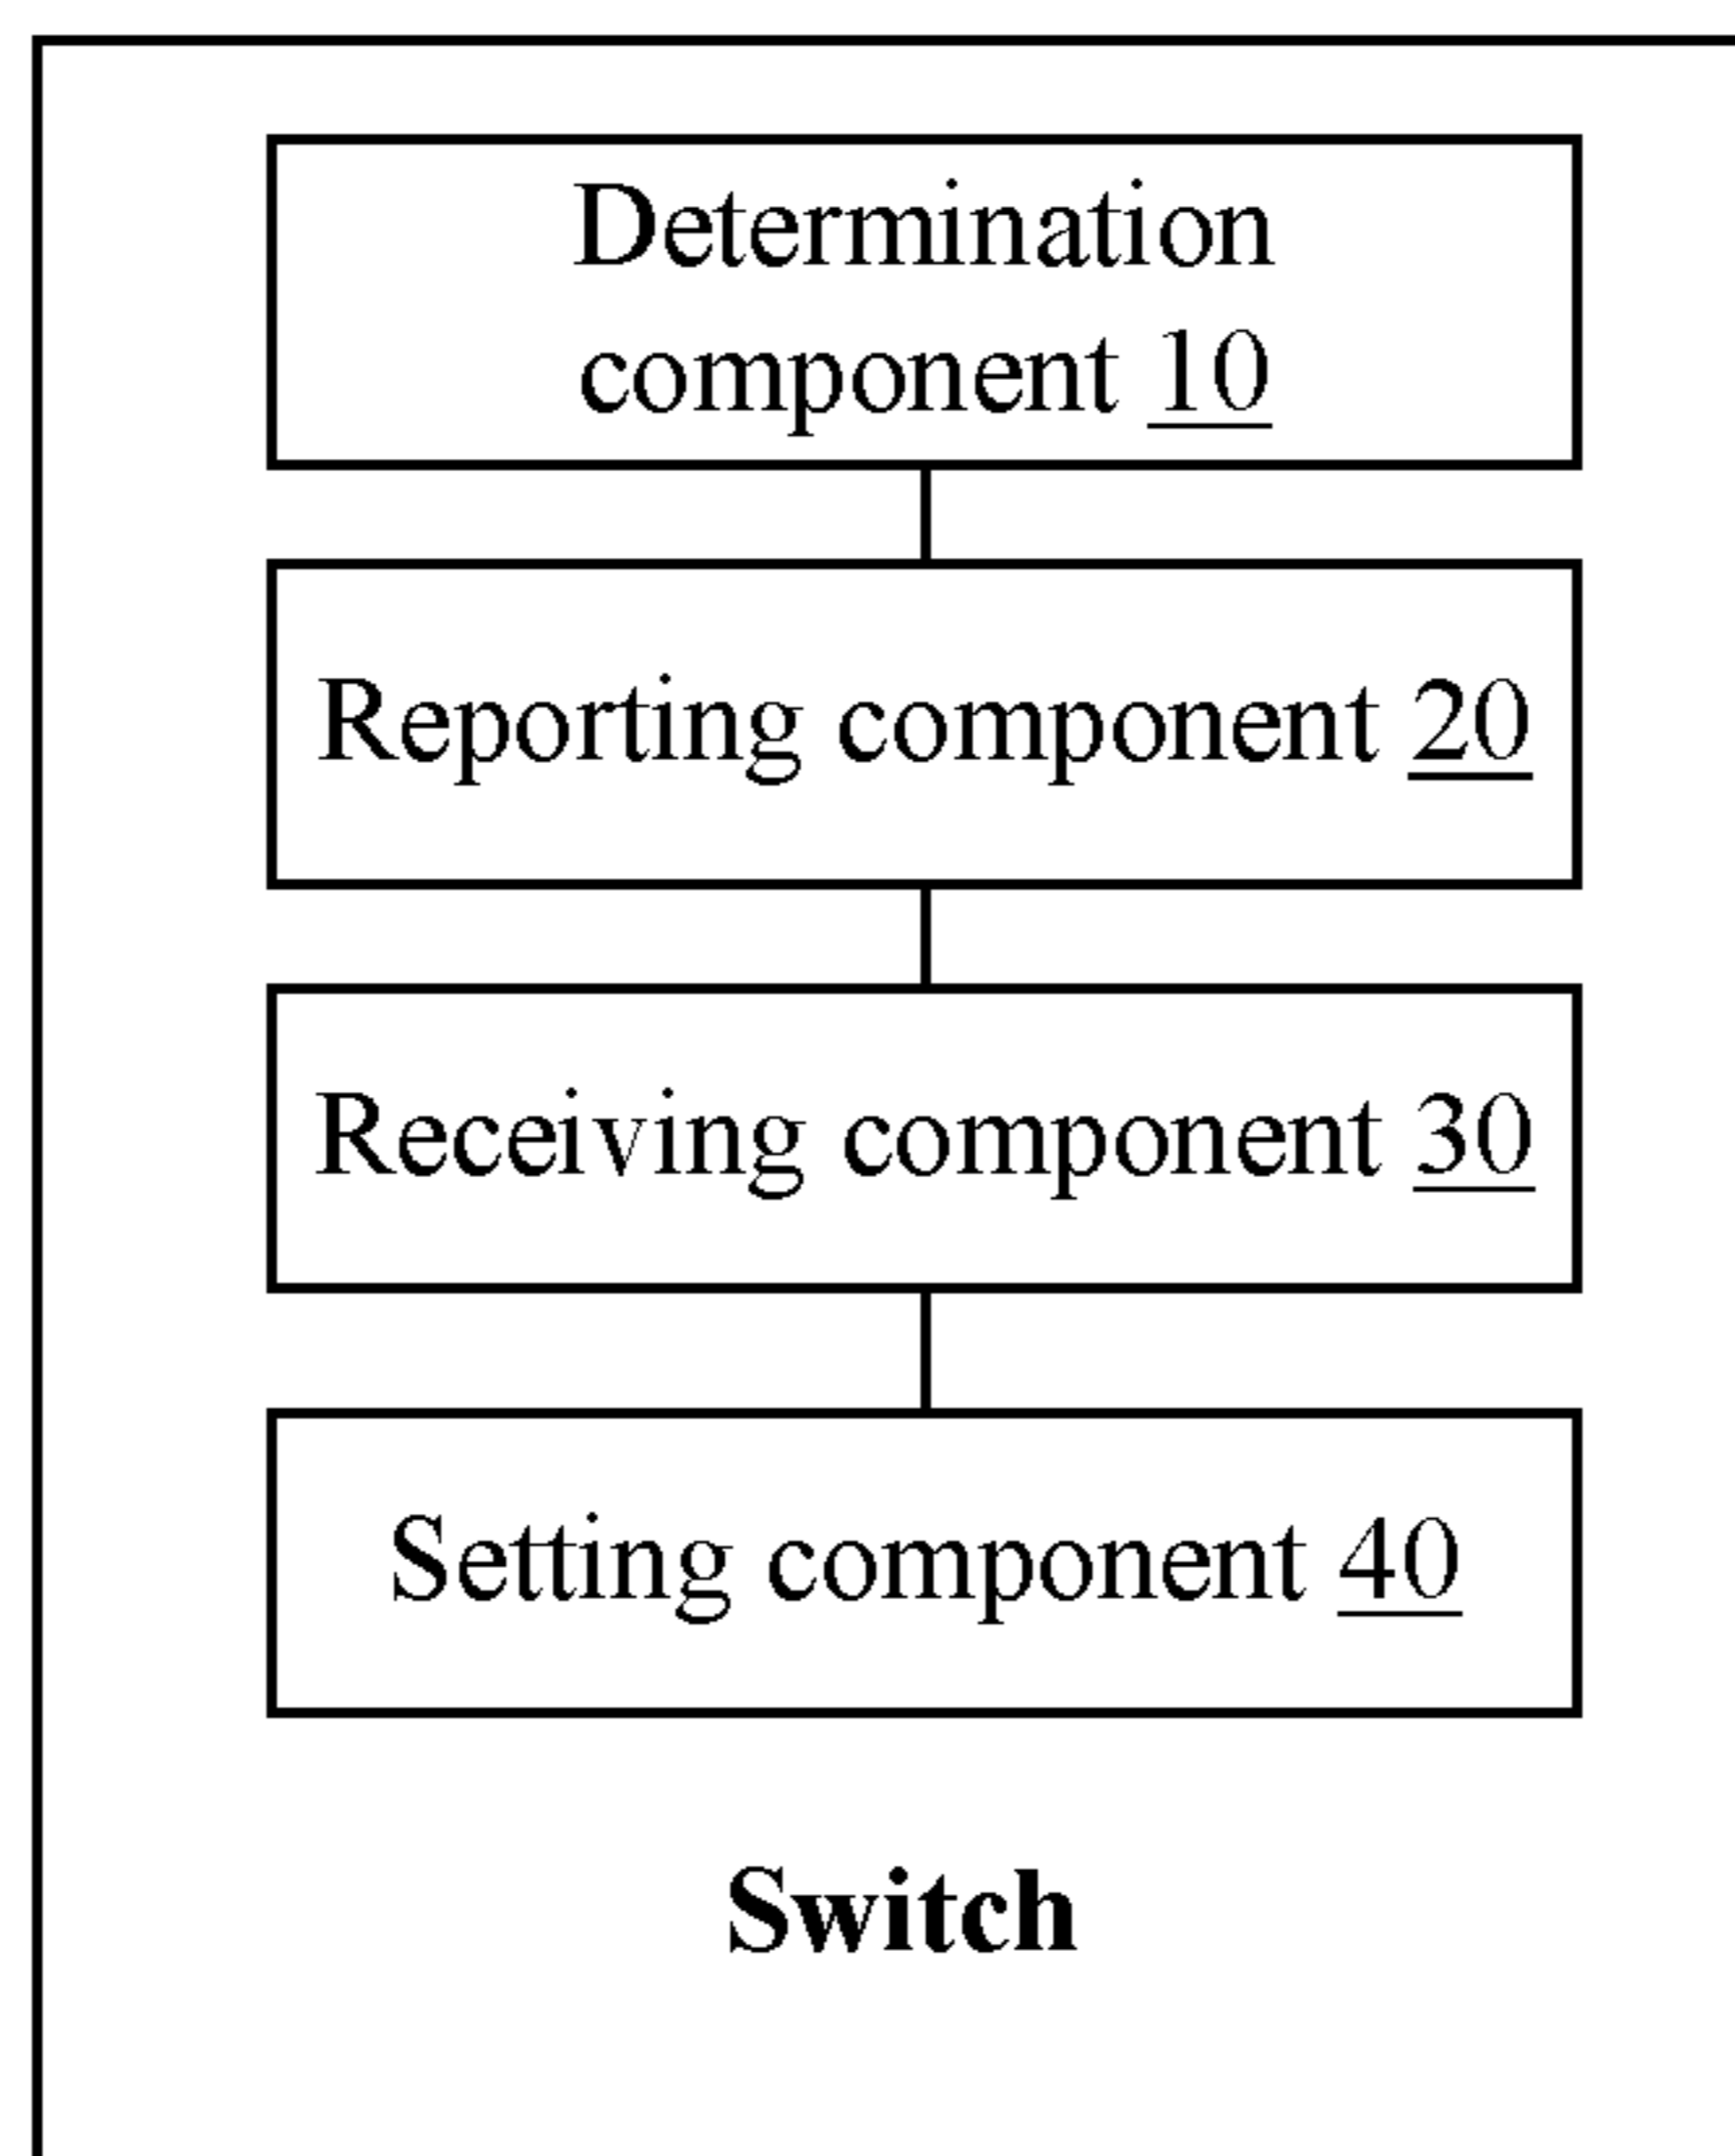 Determination
component 10
Reporting component 20
Receiving component 30
Setting component 40
Switch